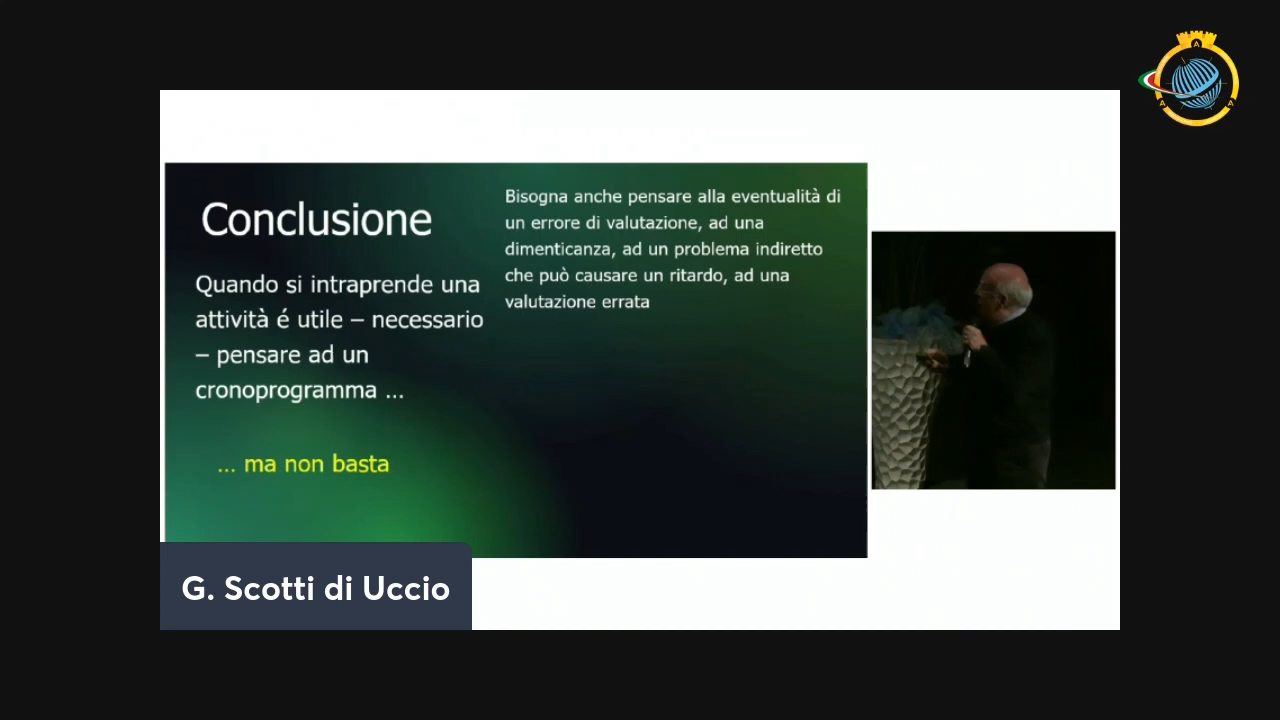 Conclusione
Quando si intraprende una
attività é utile – necessario
– pensare ad un
cronoprogramma ...
... ma non basta
Bisogna anche pensare alla eventualità di
un errore di valutazione, ad una
dimenticanza, ad un problema indiretto
che può causare un ritardo, ad una
valutazione errata
G. Scotti di Uccio